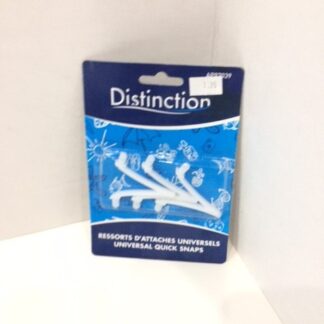 Distinction
RESSORTS D'ATTACHES UNIVERSELS
UNIVERSAL QUICK SNAPS